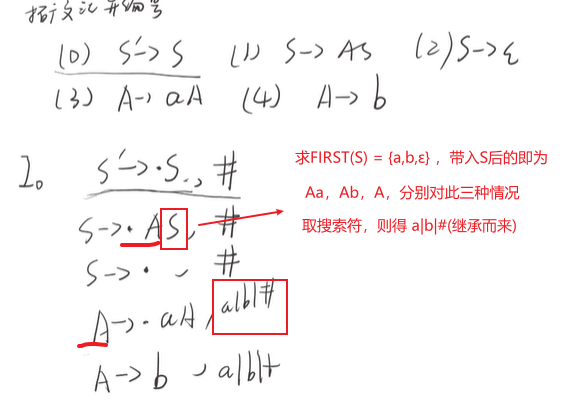 拓广文法并编号
(0) S'→S (1) S→AS (2) S→ε
(3) A→aA (4) A→b
I₀ S'→·S , #
S→·AS, #
S→· , #
A→·aA , a|b|#
A→b , a|b|+
求FIRST(S) = {a,b,ε} ，带入S后的即为
Aa，Ab，A，分别对此三种情况
取搜索符，则得 a|b|#(继承而来)